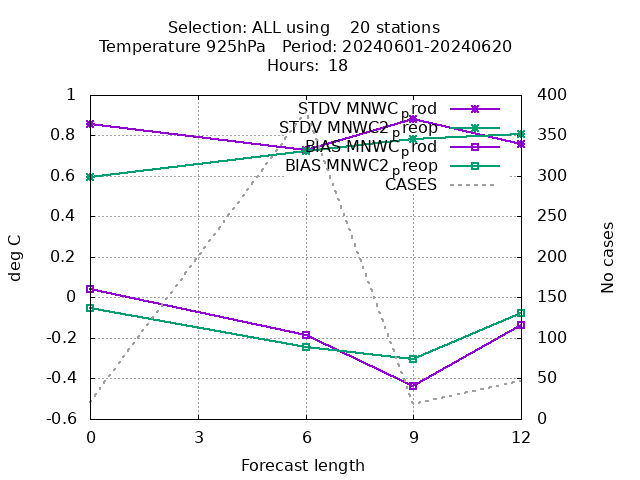 Selection: ALL using    20 stations
Temperature 925hPa   Period: 20240601-20240620
Hours:  18
STDV MNWC_prod
STDV MNWC2_preop
BIAS MNWC_prod
BIAS MNWC2_preop
CASES
deg C
1
0.8
0.6
0.4
0.2
0
-0.2
-0.4
-0.6
400
350
300
250
200
150
100
50
0
No cases
0 3 6 9 12
Forecast length